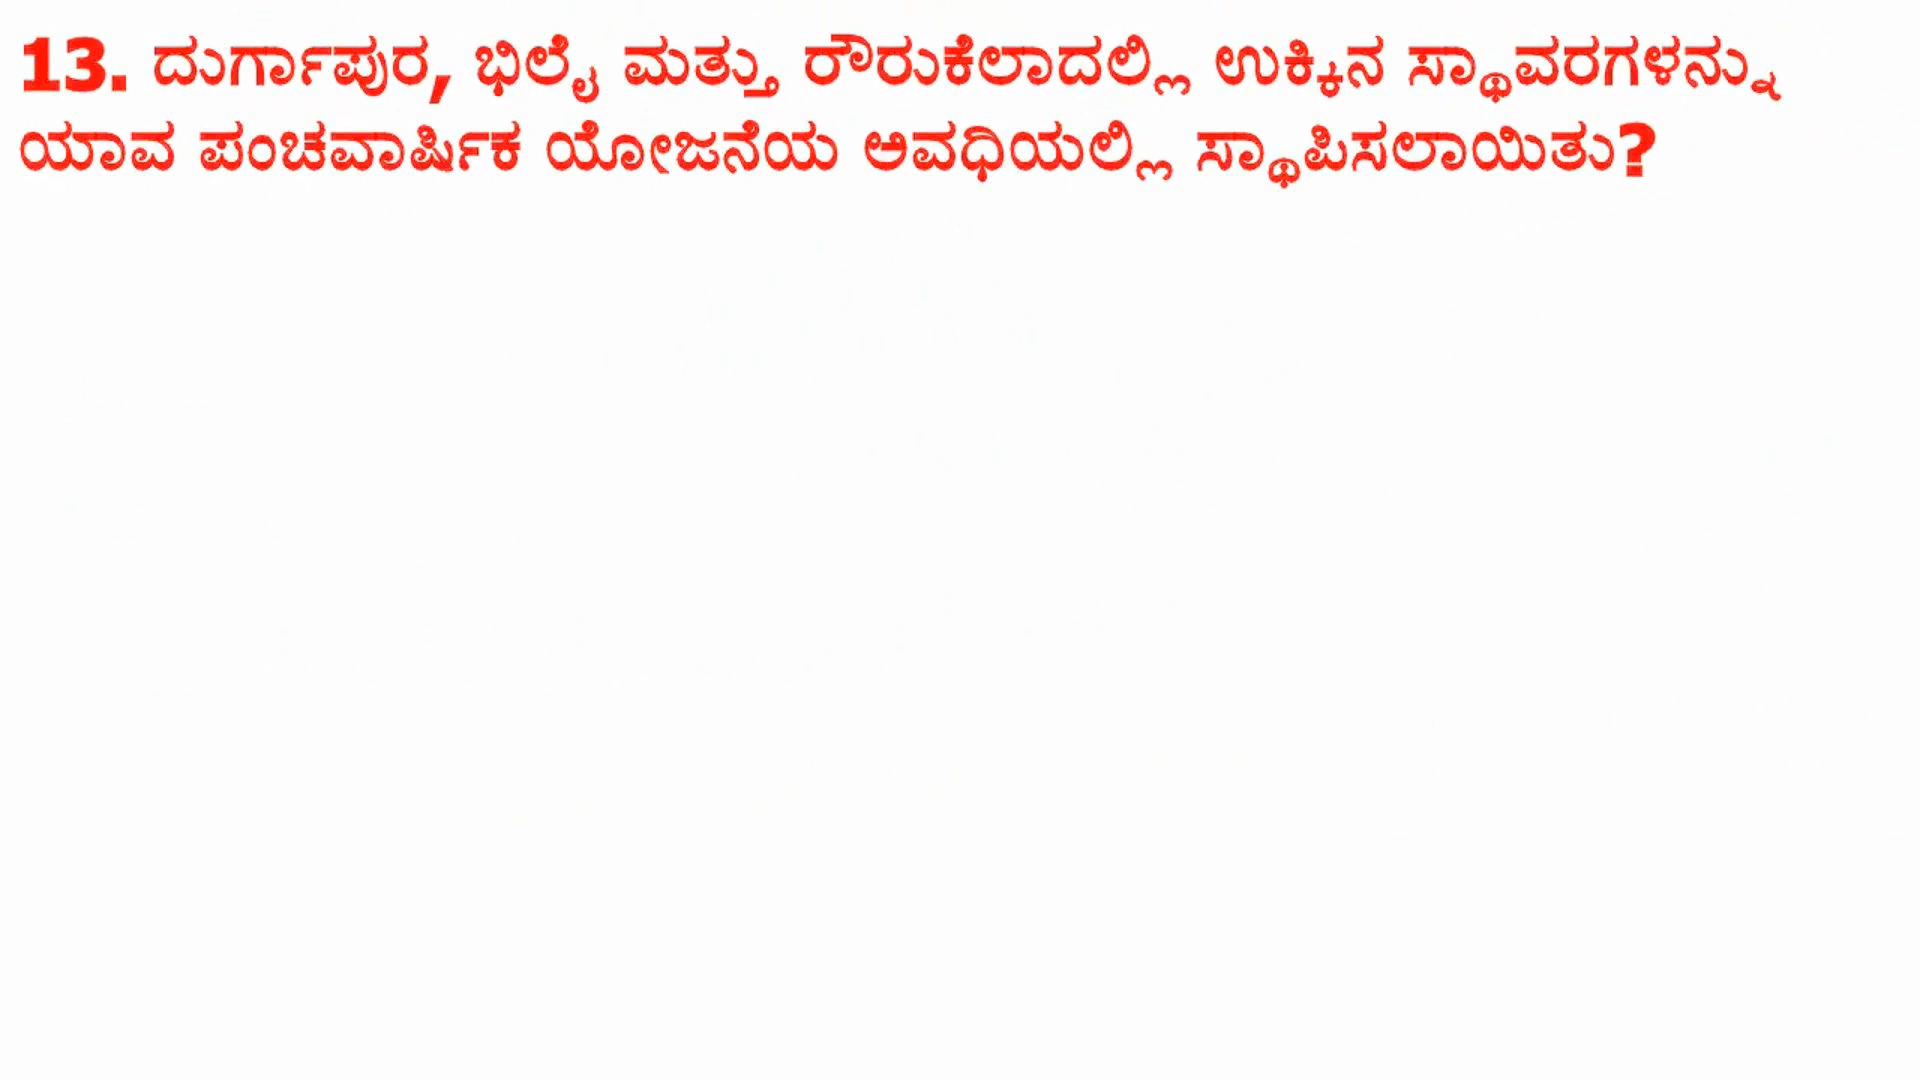 13. ದುರ್ಗಾಪುರ, ಭಿಲೈ ಮತ್ತು ರೌರುಕೆಲಾದಲ್ಲಿ ಉಕ್ಕಿನ ಸ್ಥಾವರಗಳನ್ನು
ಯಾವ ಪಂಚವಾರ್ಷಿಕ ಯೋಜನೆಯ ಅವಧಿಯಲ್ಲಿ ಸ್ಥಾಪಿಸಲಾಯಿತು?